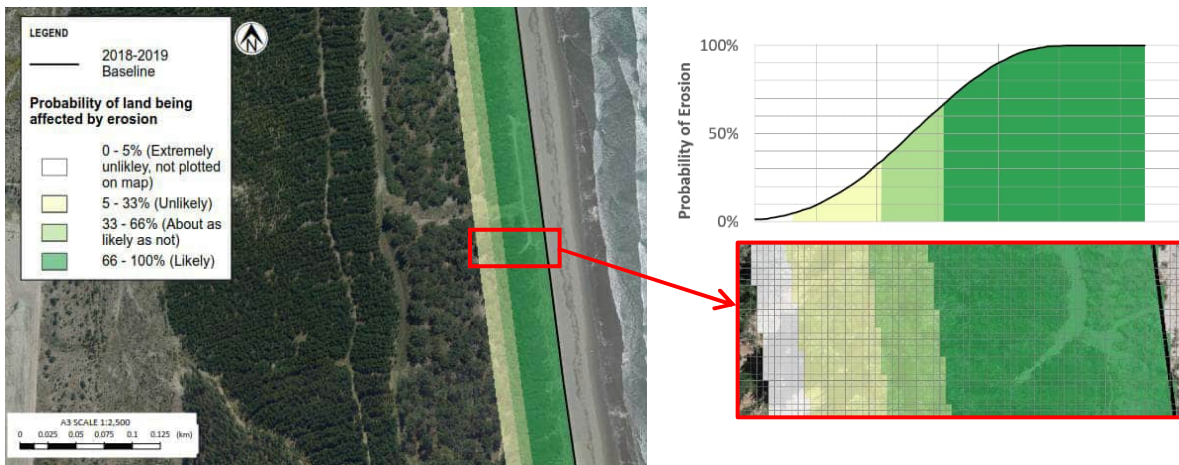 LEGEND
N
2018-2019
Baseline
Probability of land being
affected by erosion
0 - 5% (Extremely
unlikley, not plotted
on map)
5 - 33% (Unlikely)
33 - 66% (About as
likely as not)
66 - 100% (Likely)
A3 SCALE 1:2,500
0 0.025 0.05 0.075 0.1 0.125 (km)
Probability of Erosion
100%
50%
0%